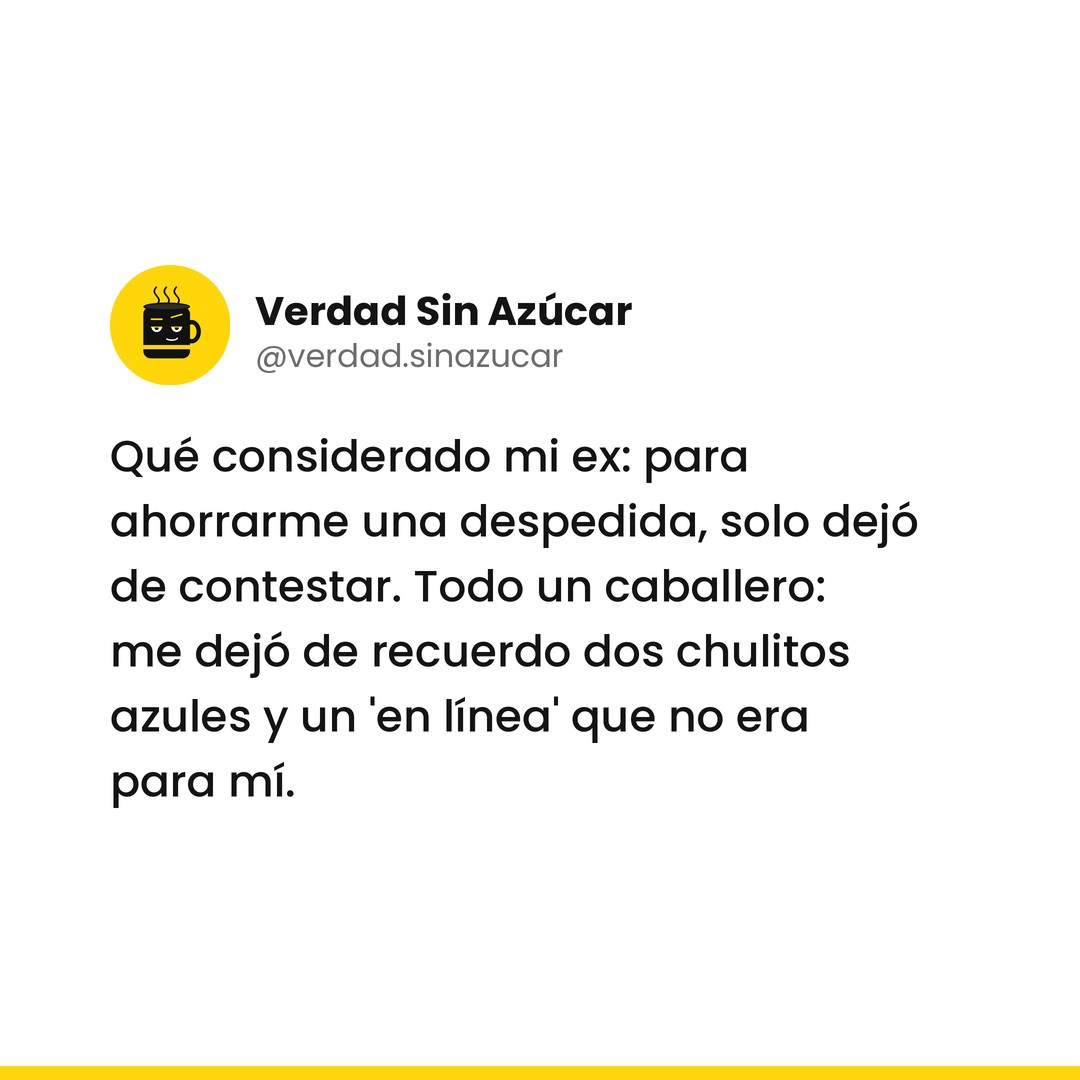 Verdad Sin Azúcar
@verdad.sinazucar
Qué considerado mi ex: para
ahorrarme una despedida, solo dejó
de contestar. Todo un caballero:
me dejó de recuerdo dos chulitos
azules y un 'en línea' que no era
para mí.